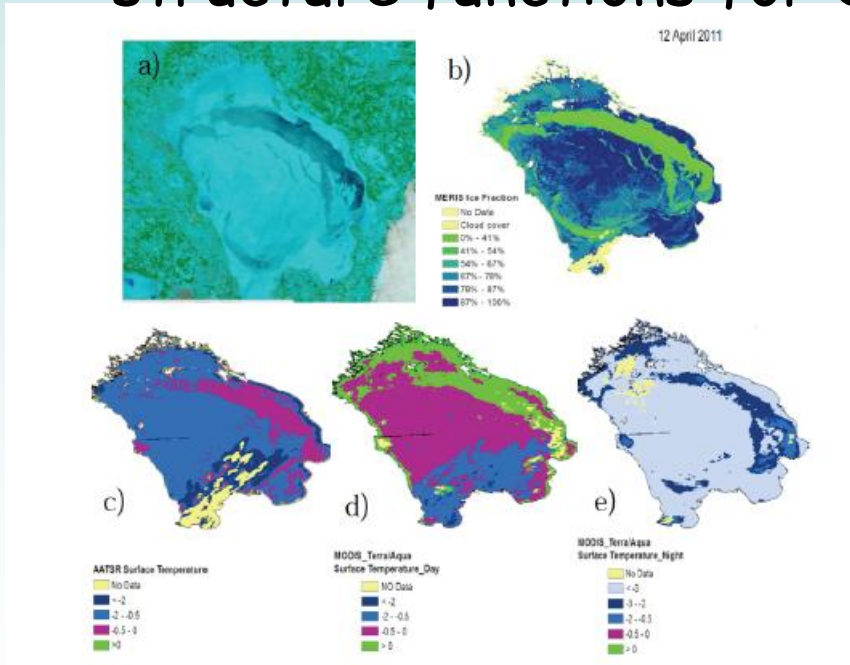 Structure functions for
12 April 2011
a)
b)
MERIS Ice Fraction
No Data
Cloud cover
0% - 41%
41% - 54%
54% - 67%
67% - 78%
78% - 87%
87% - 100%
c)
d)
e)
AATSR Surface Temperature
No Data
< -2
-2 - -0.5
-0.5 - 0
>0
MODIS_Terra/Aqua
Surface Temperature_Day
NO Data
< -2
-2 - -0.5
-0.5 - 0
> 0
MODIS_Terra/Aqua
Surface Temperature_Night
No Data
< -3
-3 - -2
-2 - -0.5
-0.5 - 0
> 0